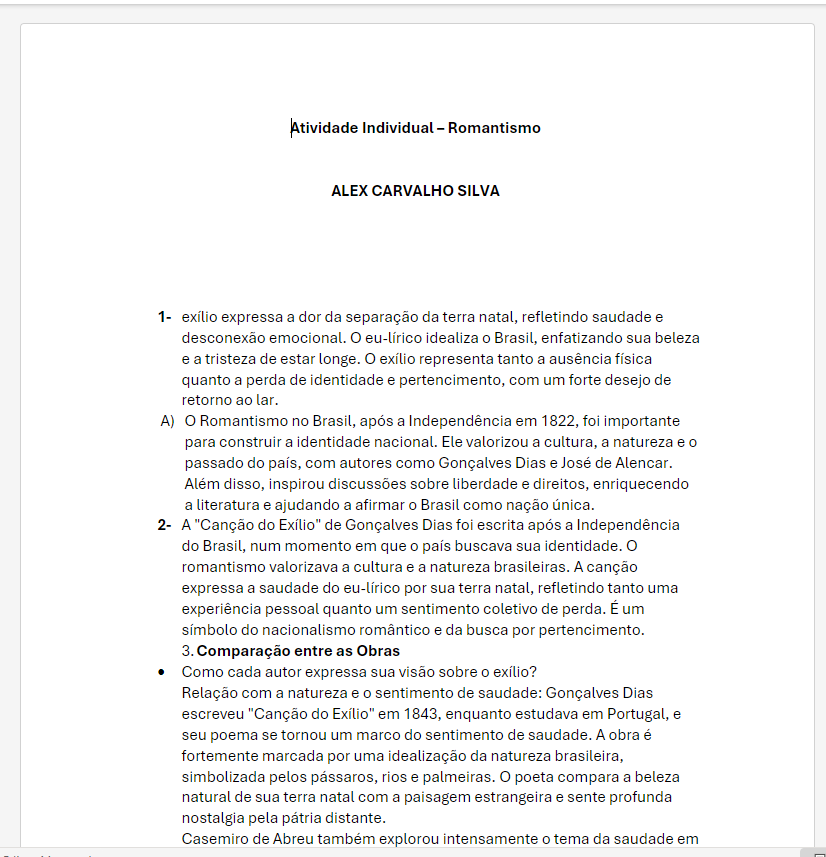 Atividade Individual – Romantismo
ALEX CARVALHO SILVA
1- exílio expressa a dor da separação da terra natal, refletindo saudade e
desconexão emocional. O eu-lírico idealiza o Brasil, enfatizando sua beleza
e a tristeza de estar longe. O exílio representa tanto a ausência física
quanto a perda de identidade e pertencimento, com um forte desejo de
retorno ao lar.
A) O Romantismo no Brasil, após a Independência em 1822, foi importante
para construir a identidade nacional. Ele valorizou a cultura, a natureza e o
passado do país, com autores como Gonçalves Dias e José de Alencar.
Além disso, inspirou discussões sobre liberdade e direitos, enriquecendo
a literatura e ajudando a afirmar o Brasil como nação única.
2- A "Canção do Exílio" de Gonçalves Dias foi escrita após a Independência
do Brasil, num momento em que o país buscava sua identidade. O
romantismo valorizava a cultura e a natureza brasileiras. A canção
expressa a saudade do eu-lírico por sua terra natal, refletindo tanto uma
experiência pessoal quanto um sentimento coletivo de perda. É um
símbolo do nacionalismo romântico e da busca por pertencimento.
3. Comparação entre as Obras
• Como cada autor expressa sua visão sobre o exílio?
Relação com a natureza e o sentimento de saudade: Gonçalves Dias
escreveu "Canção do Exílio" em 1843, enquanto estudava em Portugal, e
seu poema se tornou um marco do sentimento de saudade. A obra é
fortemente marcada por uma idealização da natureza brasileira,
simbolizada pelos pássaros, rios e palmeiras. O poeta compara a beleza
natural de sua terra natal com a paisagem estrangeira e sente profunda
nostalgia pela pátria distante.
Casemiro de Abreu também explorou intensamente o tema da saudade em